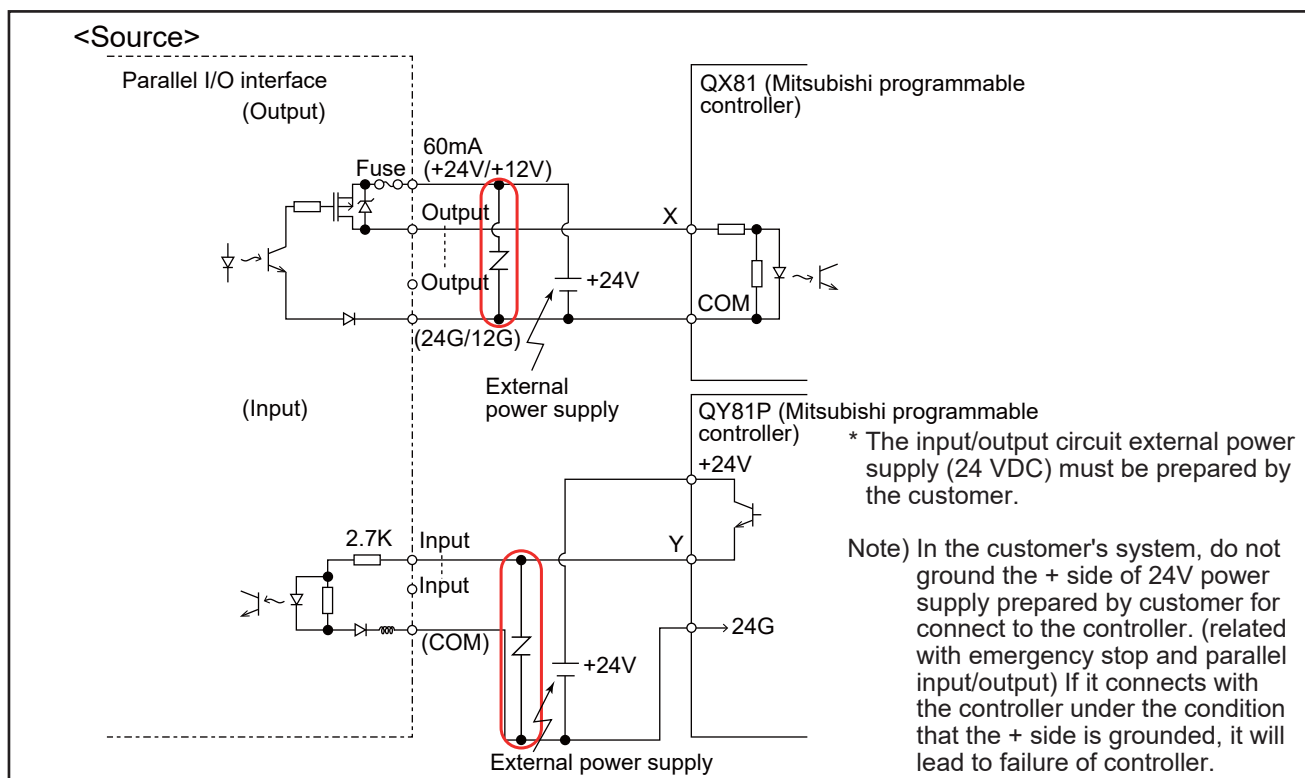 <Source>
Parallel I/O interface
(Output)
QX81 (Mitsubishi programmable
controller)
60mA
(+24V/+12V)
Fuse
Output
X
Output
+24V
COM
(24G/12G)
External
power supply
(Input)
QY81P (Mitsubishi programmable
controller)
+24V
* The input/output circuit external power
supply (24 VDC) must be prepared by
the customer.
2.7K
Input
Y
Input
(COM)
24G
+24V
External power supply
Note) In the customer's system, do not
ground the + side of 24V power
supply prepared by customer for
connect to the controller. (related
with emergency stop and parallel
input/output) If it connects with
the controller under the condition
that the + side is grounded, it will
lead to failure of controller.